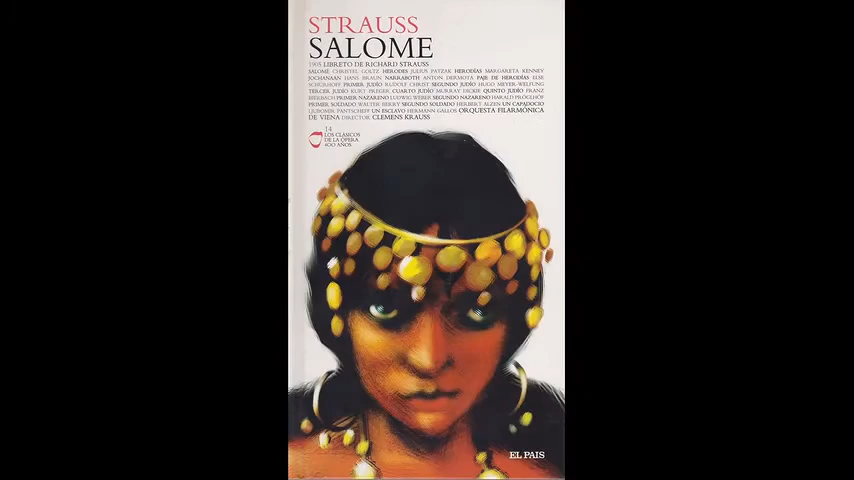 STRAUSS
SALOME
1905 LIBRETO DE RICHARD STRAUSS
SALOMÉ CHRISTEL GOLTZ HERODES JULIUS PATZAK HERODÍAS MARGARETA KENNEY
JOCHANAAN HANS BRAUN NARRABOTH ANTON DERMOTA PAJE DE HERODÍAS ELSE
SCHÜRHOFF PRIMER JUDÍO RUDOLF CHRIST SEGUNDO JUDÍO HUGO MEYER-WELFING
TERCER JUDÍO KURT PREGER CUARTO JUDÍO MURRAY DICKIE QUINTO JUDÍO FRANZ
BIERBACH PRIMER NAZARENO LUDWIG WEBER SEGUNDO NAZARENO HARALD PRÖGLHÖF
PRIMER SOLDADO WALTER BERRY SEGUNDO SOLDADO HERBERT ALZEN UN CAPADOCIO
LJUBOMIR PANTSCHEFF UN ESCLAVO HERMANN GALLOS ORQUESTA FILARMÓNICA
DE VIENA DIRECTOR CLEMENS KRAUSS
14
LOS CLÁSICOS
DE LA ÓPERA
400 AÑOS
EL PAIS